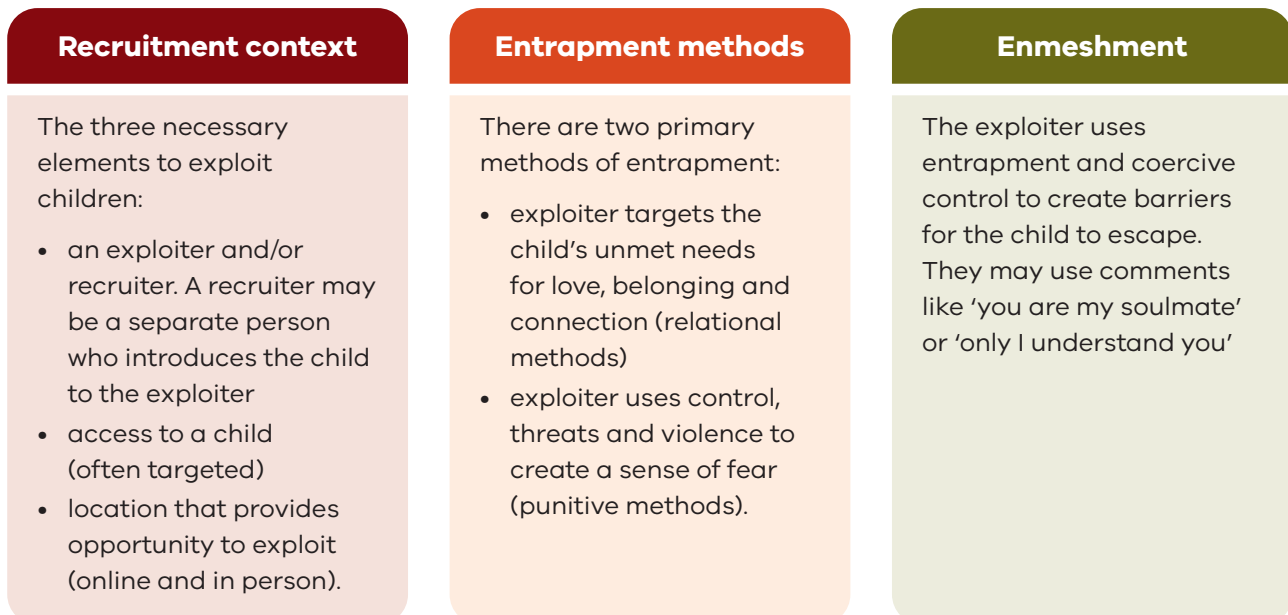 Recruitment context
The three necessary
elements to exploit
children:
• an exploiter and/or
recruiter. A recruiter may
be a separate person
who introduces the child
to the exploiter
• access to a child
(often targeted)
• location that provides
opportunity to exploit
(online and in person).
Entrapment methods
There are two primary
methods of entrapment:
• exploiter targets the
child’s unmet needs
for love, belonging and
connection (relational
methods)
• exploiter uses control,
threats and violence to
create a sense of fear
(punitive methods).
Enmeshment
The exploiter uses
entrapment and coercive
control to create barriers
for the child to escape.
They may use comments
like ‘you are my soulmate’
or ‘only I understand you’